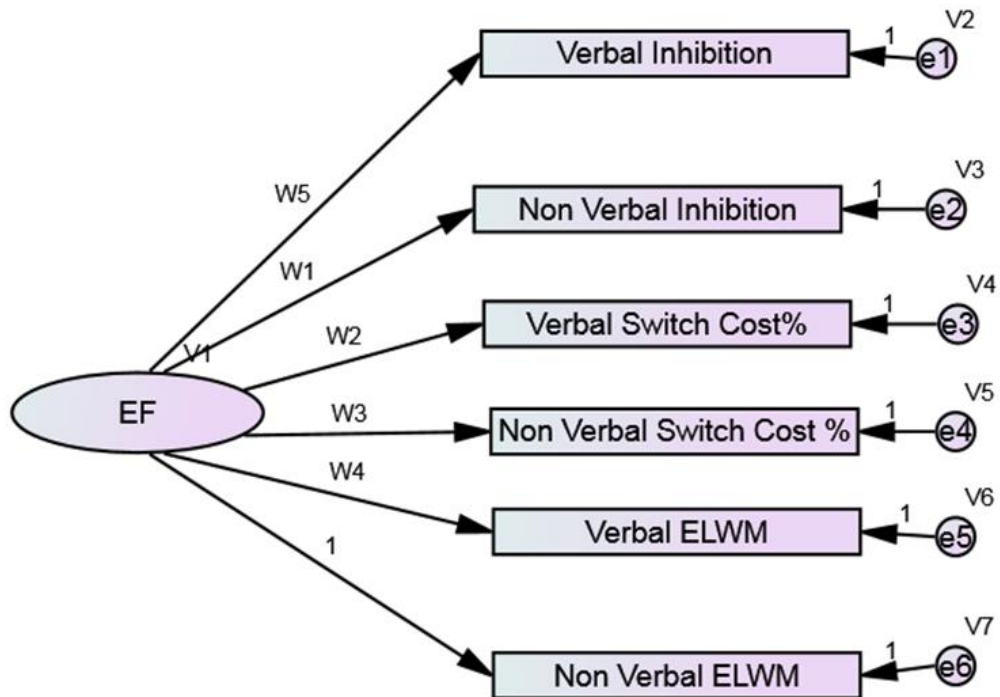 V2
1
Verbal Inhibition
e1
W5
V3
1
Non Verbal Inhibition
e2
W1
V4
1
Verbal Switch Cost%
e3
W2
V1
EF
V5
1
Non Verbal Switch Cost %
e4
W3
W4
V6
1
Verbal ELWM
e5
1
V7
1
Non Verbal ELWM
e6